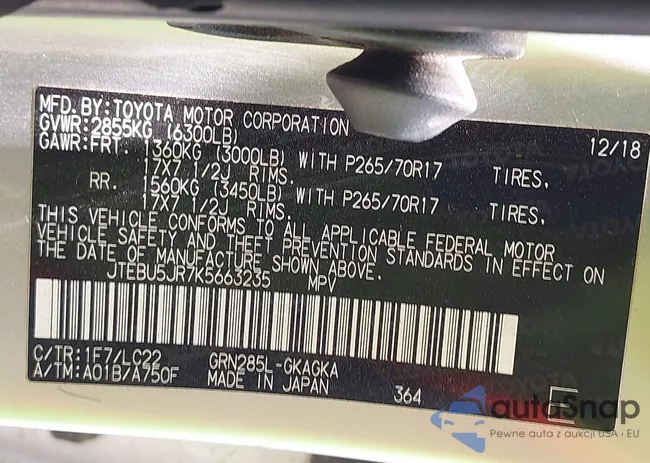 MFD. BY: TOYOTA MOTOR CORPORATION 12/18
GVWR: 2855KG (6300LB)
GAWR: FRT 1360KG (3000LB) WITH P265/70R17 TIRES,
17X7 1/2J RIMS.
RR. 1560KG (3450LB) WITH P265/70R17 TIRES,
17X7 1/2J RIMS.
THIS VEHICLE CONFORMS TO ALL APPLICABLE FEDERAL MOTOR
VEHICLE SAFETY AND THEFT PREVENTION STANDARDS IN EFFECT ON
THE DATE OF MANUFACTURE SHOWN ABOVE.
JTEBU5JR7K5663235 MPV
C/TR: 1F7/LC22 GRN285L-GKAGKA
A/TM: A01B/A750F MADE IN JAPAN 364
autoSnap
Pewne auta z aukcji USA i EU